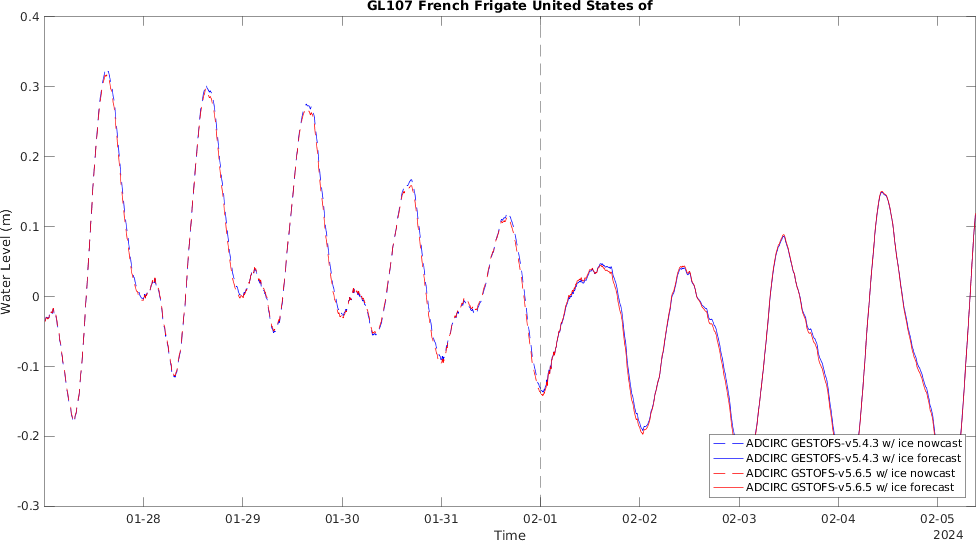 GL107 French Frigate United States of
0.4
0.3
0.2
0.1
0
-0.1
-0.2
-0.3
Water Level (m)
ADCIRC GESTOFS-v5.4.3 w/ ice nowcast
ADCIRC GESTOFS-v5.4.3 w/ ice forecast
ADCIRC GSTOFS-v5.6.5 w/ ice nowcast
ADCIRC GSTOFS-v5.6.5 w/ ice forecast
01-28 01-29 01-30 01-31 02-01 02-02 02-03 02-04 02-05
Time 2024